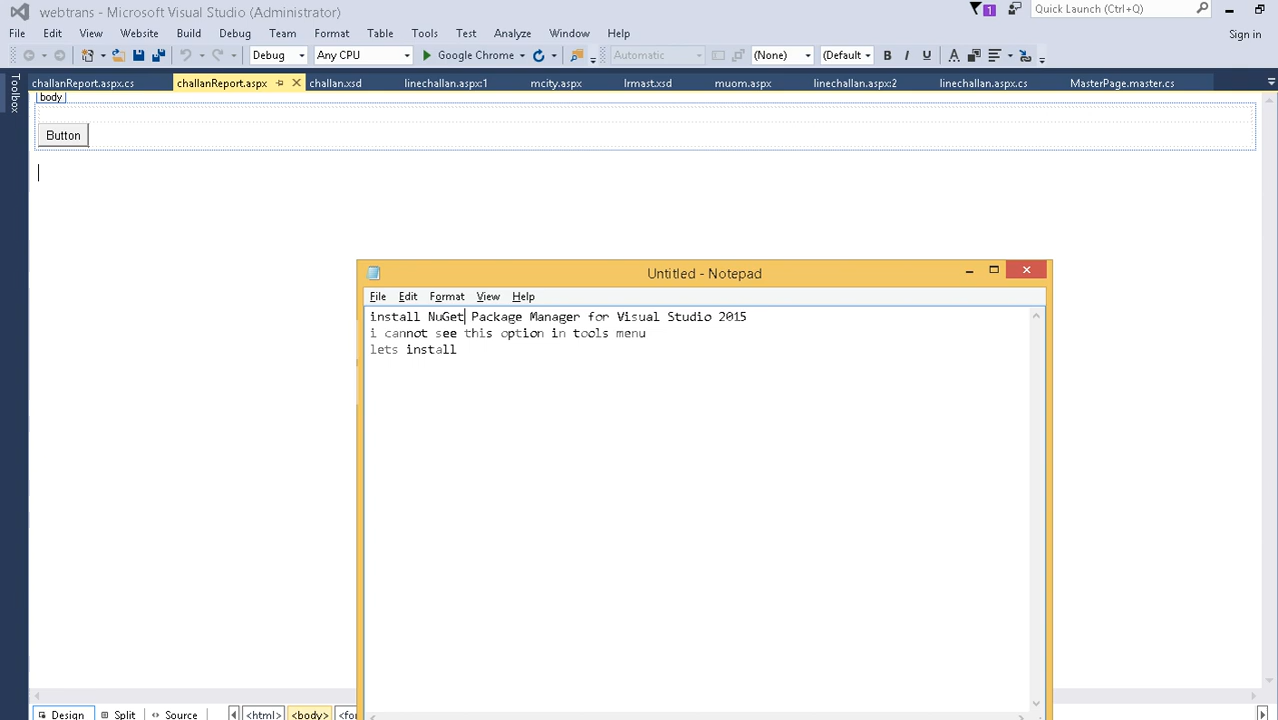 webtrans - Microsoft Visual Studio (Administrator)
1
Quick Launch (Ctrl+Q)
File Edit View Website Build Debug Team Format Table Tools Test Analyze Window Help
Sign in
Debug Any CPU Google Chrome Automatic (None) (Default B I U A
Toolbox
challanReport.aspx.cs challanReport.aspx challan.xsd linechallan.aspx:1 mcity.aspx lrmast.xsd muom.aspx linechallan.aspx:2 linechallan.aspx.cs MasterPage.master.cs
body
Button
Untitled - Notepad
File Edit Format View Help
install NuGet Package Manager for Visual Studio 2015
i cannot see this option in tools menu
lets install
Design Split Source <html> <body> <for